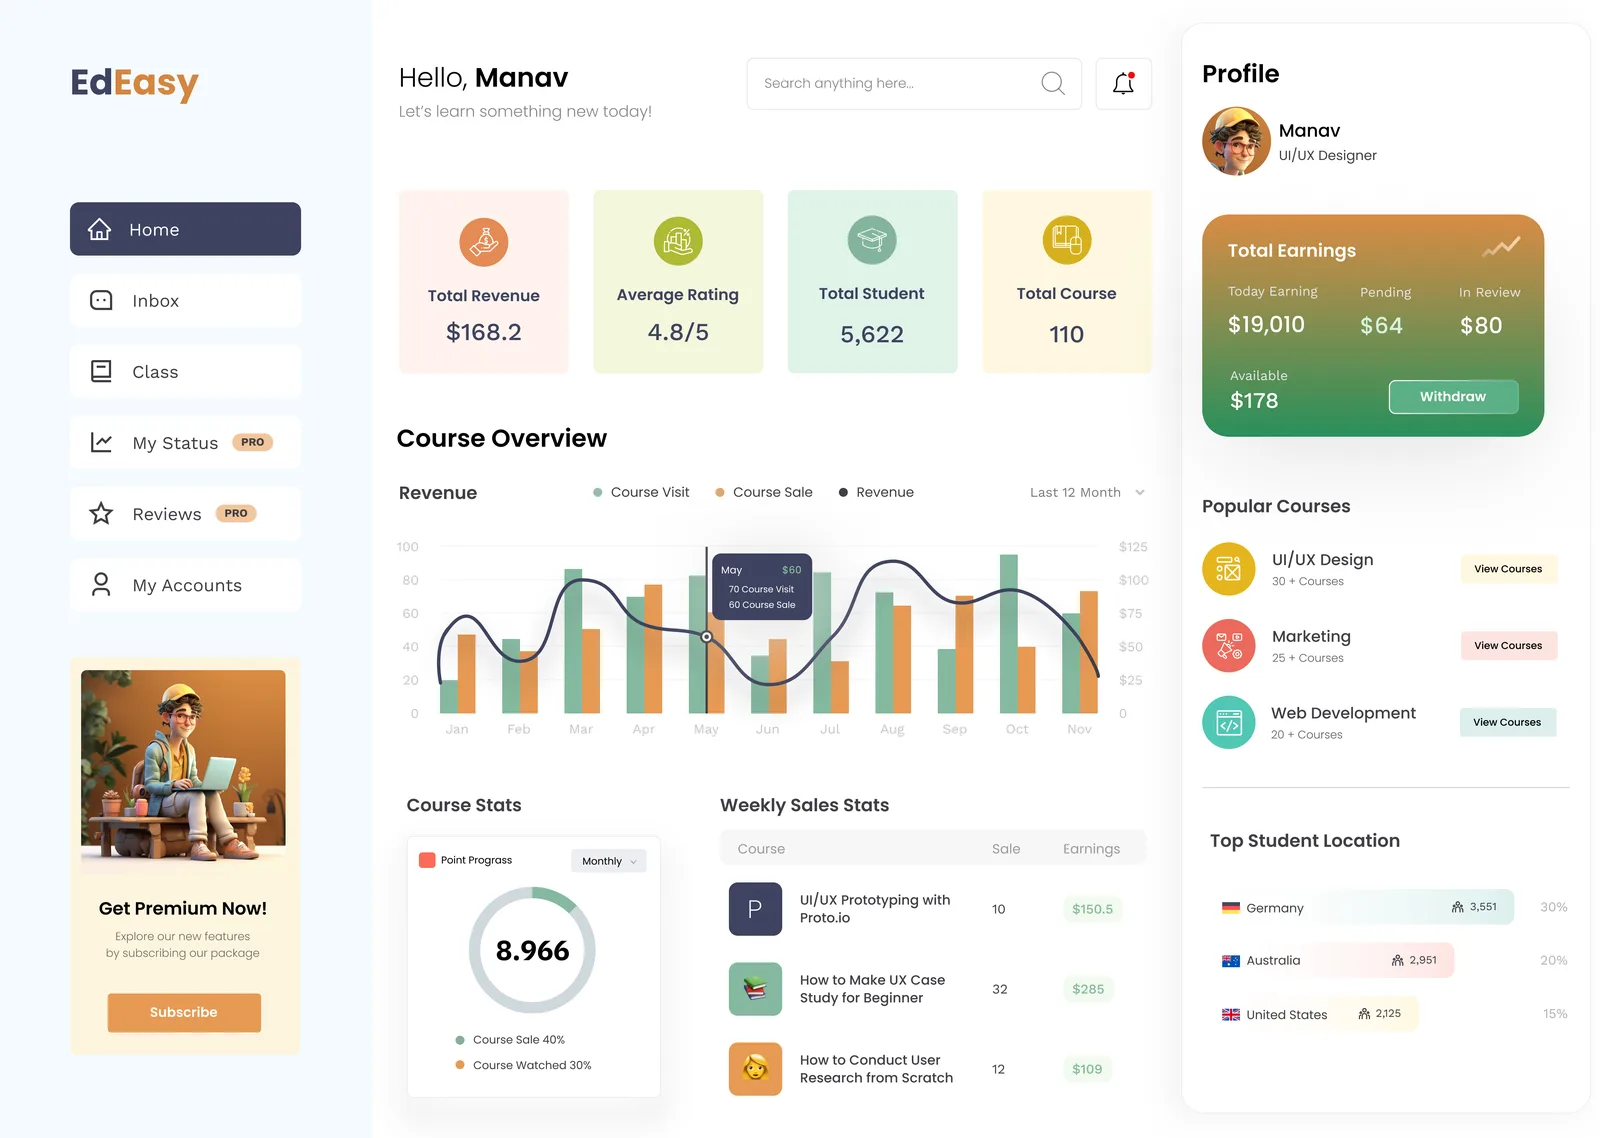 EdEasy
Home
Inbox
Class
My Status PRO
Reviews PRO
My Accounts
Get Premium Now!
Explore our new features
by subscribing our package
Subscribe
Hello, Manav
Let's learn something new today!
Search anything here...
Total Revenue
$168.2
Average Rating
4.8/5
Total Student
5,622
Total Course
110
Course Overview
Revenue
Course Visit
Course Sale
Revenue
Last 12 Month
100
80
60
40
20
0
$125
$100
$75
$50
$25
0
May $60
70 Course Visit
60 Course Sale
Jan Feb Mar Apr May Jun Jul Aug Sep Oct Nov
Course Stats
Point Prograss
Monthly
8.966
Course Sale 40%
Course Watched 30%
Weekly Sales Stats
Course Sale Earnings
P
UI/UX Prototyping with
Proto.io
10
$150.5
How to Make UX Case
Study for Beginner
32
$285
How to Conduct User
Research from Scratch
12
$109
Profile
Manav
UI/UX Designer
Total Earnings
Today Earning
$19,010
Pending
$64
In Review
$80
Available
$178
Withdraw
Popular Courses
UI/UX Design
30 + Courses
View Courses
Marketing
25 + Courses
View Courses
Web Development
20 + Courses
View Courses
Top Student Location
Germany 3,551 30%
Australia 2,951 20%
United States 2,125 15%